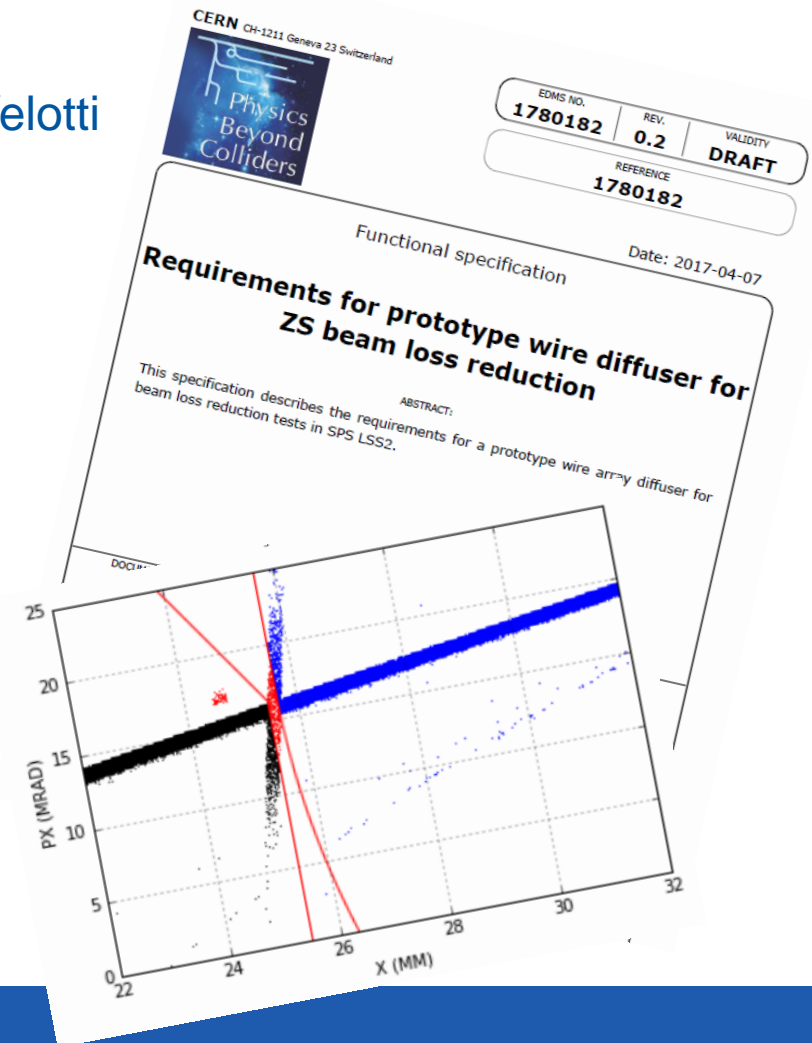 elotti
CERN CH-1211 Geneva 23 Switzerland
Physics
Beyond
Colliders
EDMS NO.
1780182
REV.
0.2
VALIDITY
DRAFT
REFERENCE
1780182
Date: 2017-04-07
Functional specification
Requirements for prototype wire diffuser for
ZS beam loss reduction
ABSTRACT:
This specification describes the requirements for a prototype wire array diffuser for
beam loss reduction tests in SPS LSS2.
25
20
15
10
5
0
PX (MRAD)
22
24
26
28
30
32
X (MM)